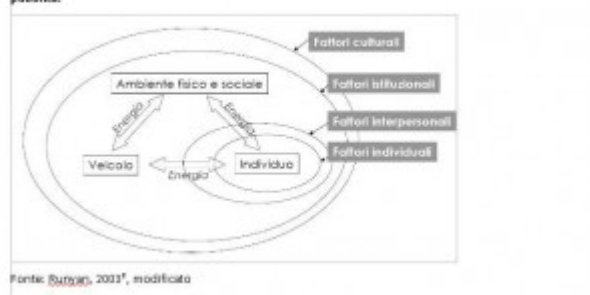 Fattori culturali
Ambiente fisico e sociale
Fattori istituzionali
Energia
Energia
Fattori interpersonali
Fattori individuali
Veicolo
Individuo
Energia
Fonte: Runyan, 2003, modificato